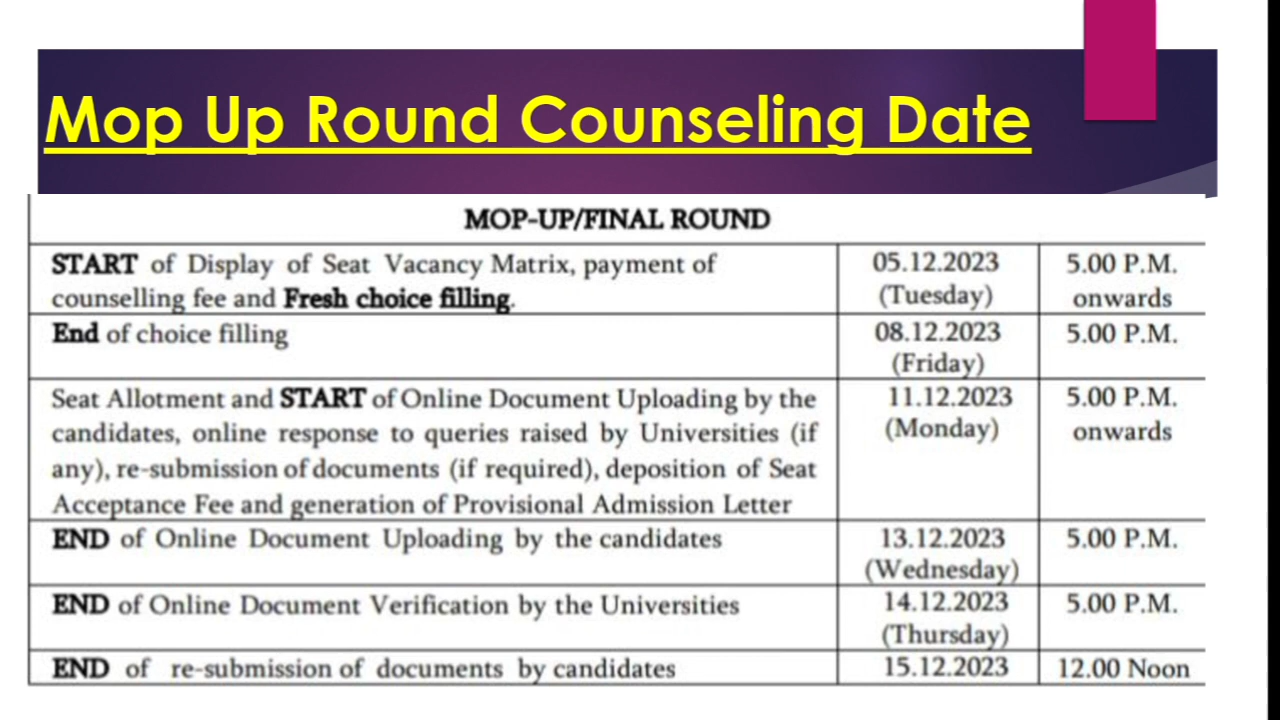 Mop Up Round Counseling Date
MOP-UP/FINAL ROUND
START of Display of Seat Vacancy Matrix, payment of
counselling fee and Fresh choice filling.
05.12.2023
(Tuesday)
5.00 P.M.
onwards
End of choice filling
08.12.2023
(Friday)
5.00 P.M.
Seat Allotment and START of Online Document Uploading by the
candidates, online response to queries raised by Universities (if
any), re-submission of documents (if required), deposition of Seat
Acceptance Fee and generation of Provisional Admission Letter
11.12.2023
(Monday)
5.00 P.M.
onwards
END of Online Document Uploading by the candidates
13.12.2023
(Wednesday)
5.00 P.M.
END of Online Document Verification by the Universities
14.12.2023
(Thursday)
5.00 P.M.
END of re-submission of documents by candidates
15.12.2023
12.00 Noon